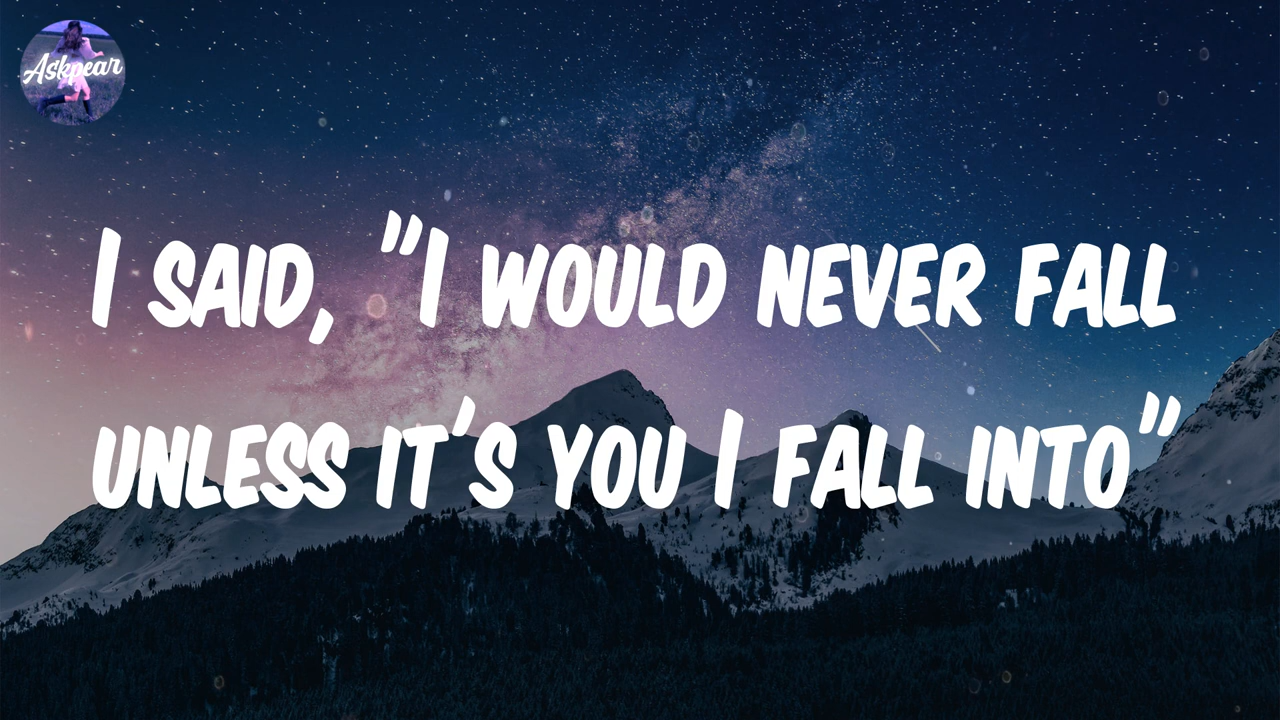 Askpear
I SAID, "I WOULD NEVER FALL
UNLESS IT'S YOU I FALL INTO"